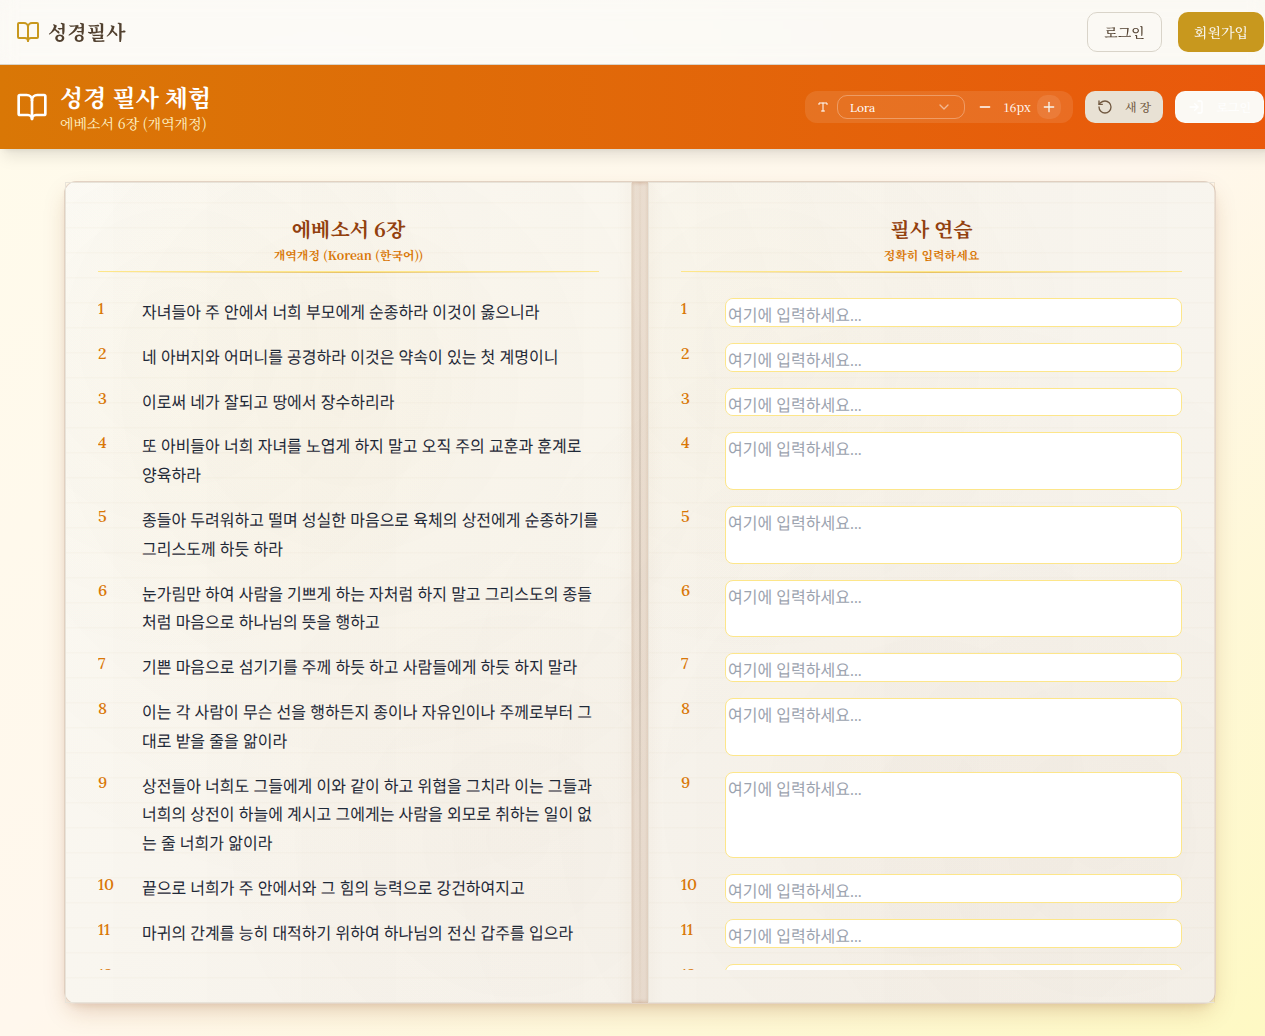 성경필사
로그인
회원가입
성경 필사 체험
에베소서 6장 (개역개정)
T
Lora
16px
새 장
에베소서 6장
개역개정 (Korean (한국어))
1 자녀들아 주 안에서 너희 부모에게 순종하라 이것이 옳으니라
2 네 아버지와 어머니를 공경하라 이것은 약속이 있는 첫 계명이니
3 이로써 네가 잘되고 땅에서 장수하리라
4 또 아비들아 너희 자녀를 노엽게 하지 말고 오직 주의 교훈과 훈계로
양육하라
5 종들아 두려워하고 떨며 성실한 마음으로 육체의 상전에게 순종하기를
그리스도께 하듯 하라
6 눈가림만 하여 사람을 기쁘게 하는 자처럼 하지 말고 그리스도의 종들
처럼 마음으로 하나님의 뜻을 행하고
7 기쁜 마음으로 섬기기를 주께 하듯 하고 사람들에게 하듯 하지 말라
8 이는 각 사람이 무슨 선을 행하든지 종이나 자유인이나 주께로부터 그
대로 받을 줄을 앎이라
9 상전들아 너희도 그들에게 이와 같이 하고 위협을 그치라 이는 그들과
너희의 상전이 하늘에 계시고 그에게는 사람을 외모로 취하는 일이 없
는 줄 너희가 앎이라
10 끝으로 너희가 주 안에서와 그 힘의 능력으로 강건하여지고
11 마귀의 간계를 능히 대적하기 위하여 하나님의 전신 갑주를 입으라
필사 연습
정확히 입력하세요
1 여기에 입력하세요...
2 여기에 입력하세요...
3 여기에 입력하세요...
4 여기에 입력하세요...
5 여기에 입력하세요...
6 여기에 입력하세요...
7 여기에 입력하세요...
8 여기에 입력하세요...
9 여기에 입력하세요...
10 여기에 입력하세요...
11 여기에 입력하세요...